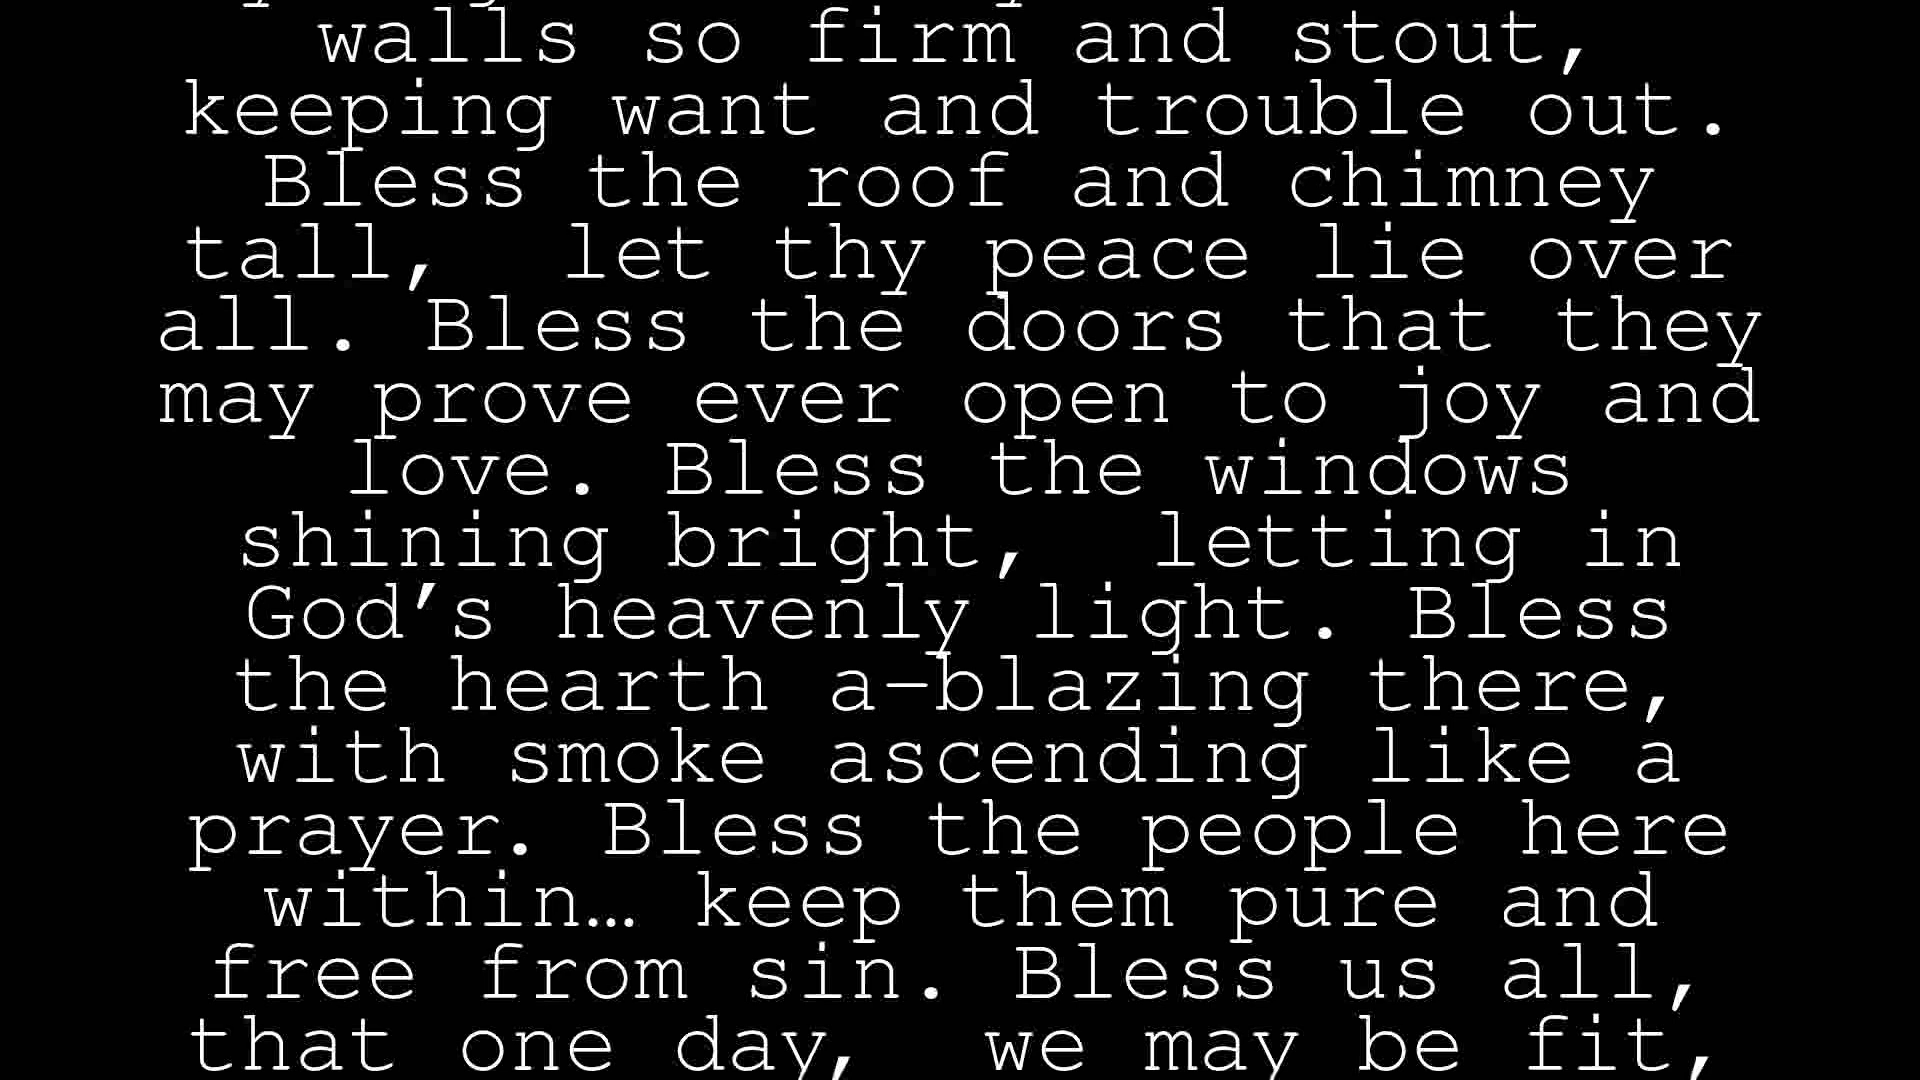 walls so firm and stout,
keeping want and trouble out.
Bless the roof and chimney
tall,  let thy peace lie over
all. Bless the doors that they
may prove ever open to joy and
love. Bless the windows
shining bright,  letting in
God’s heavenly light. Bless
the hearth a-blazing there,
with smoke ascending like a
prayer. Bless the people here
within… keep them pure and
free from sin. Bless us all,
that one day,  we may be fit,